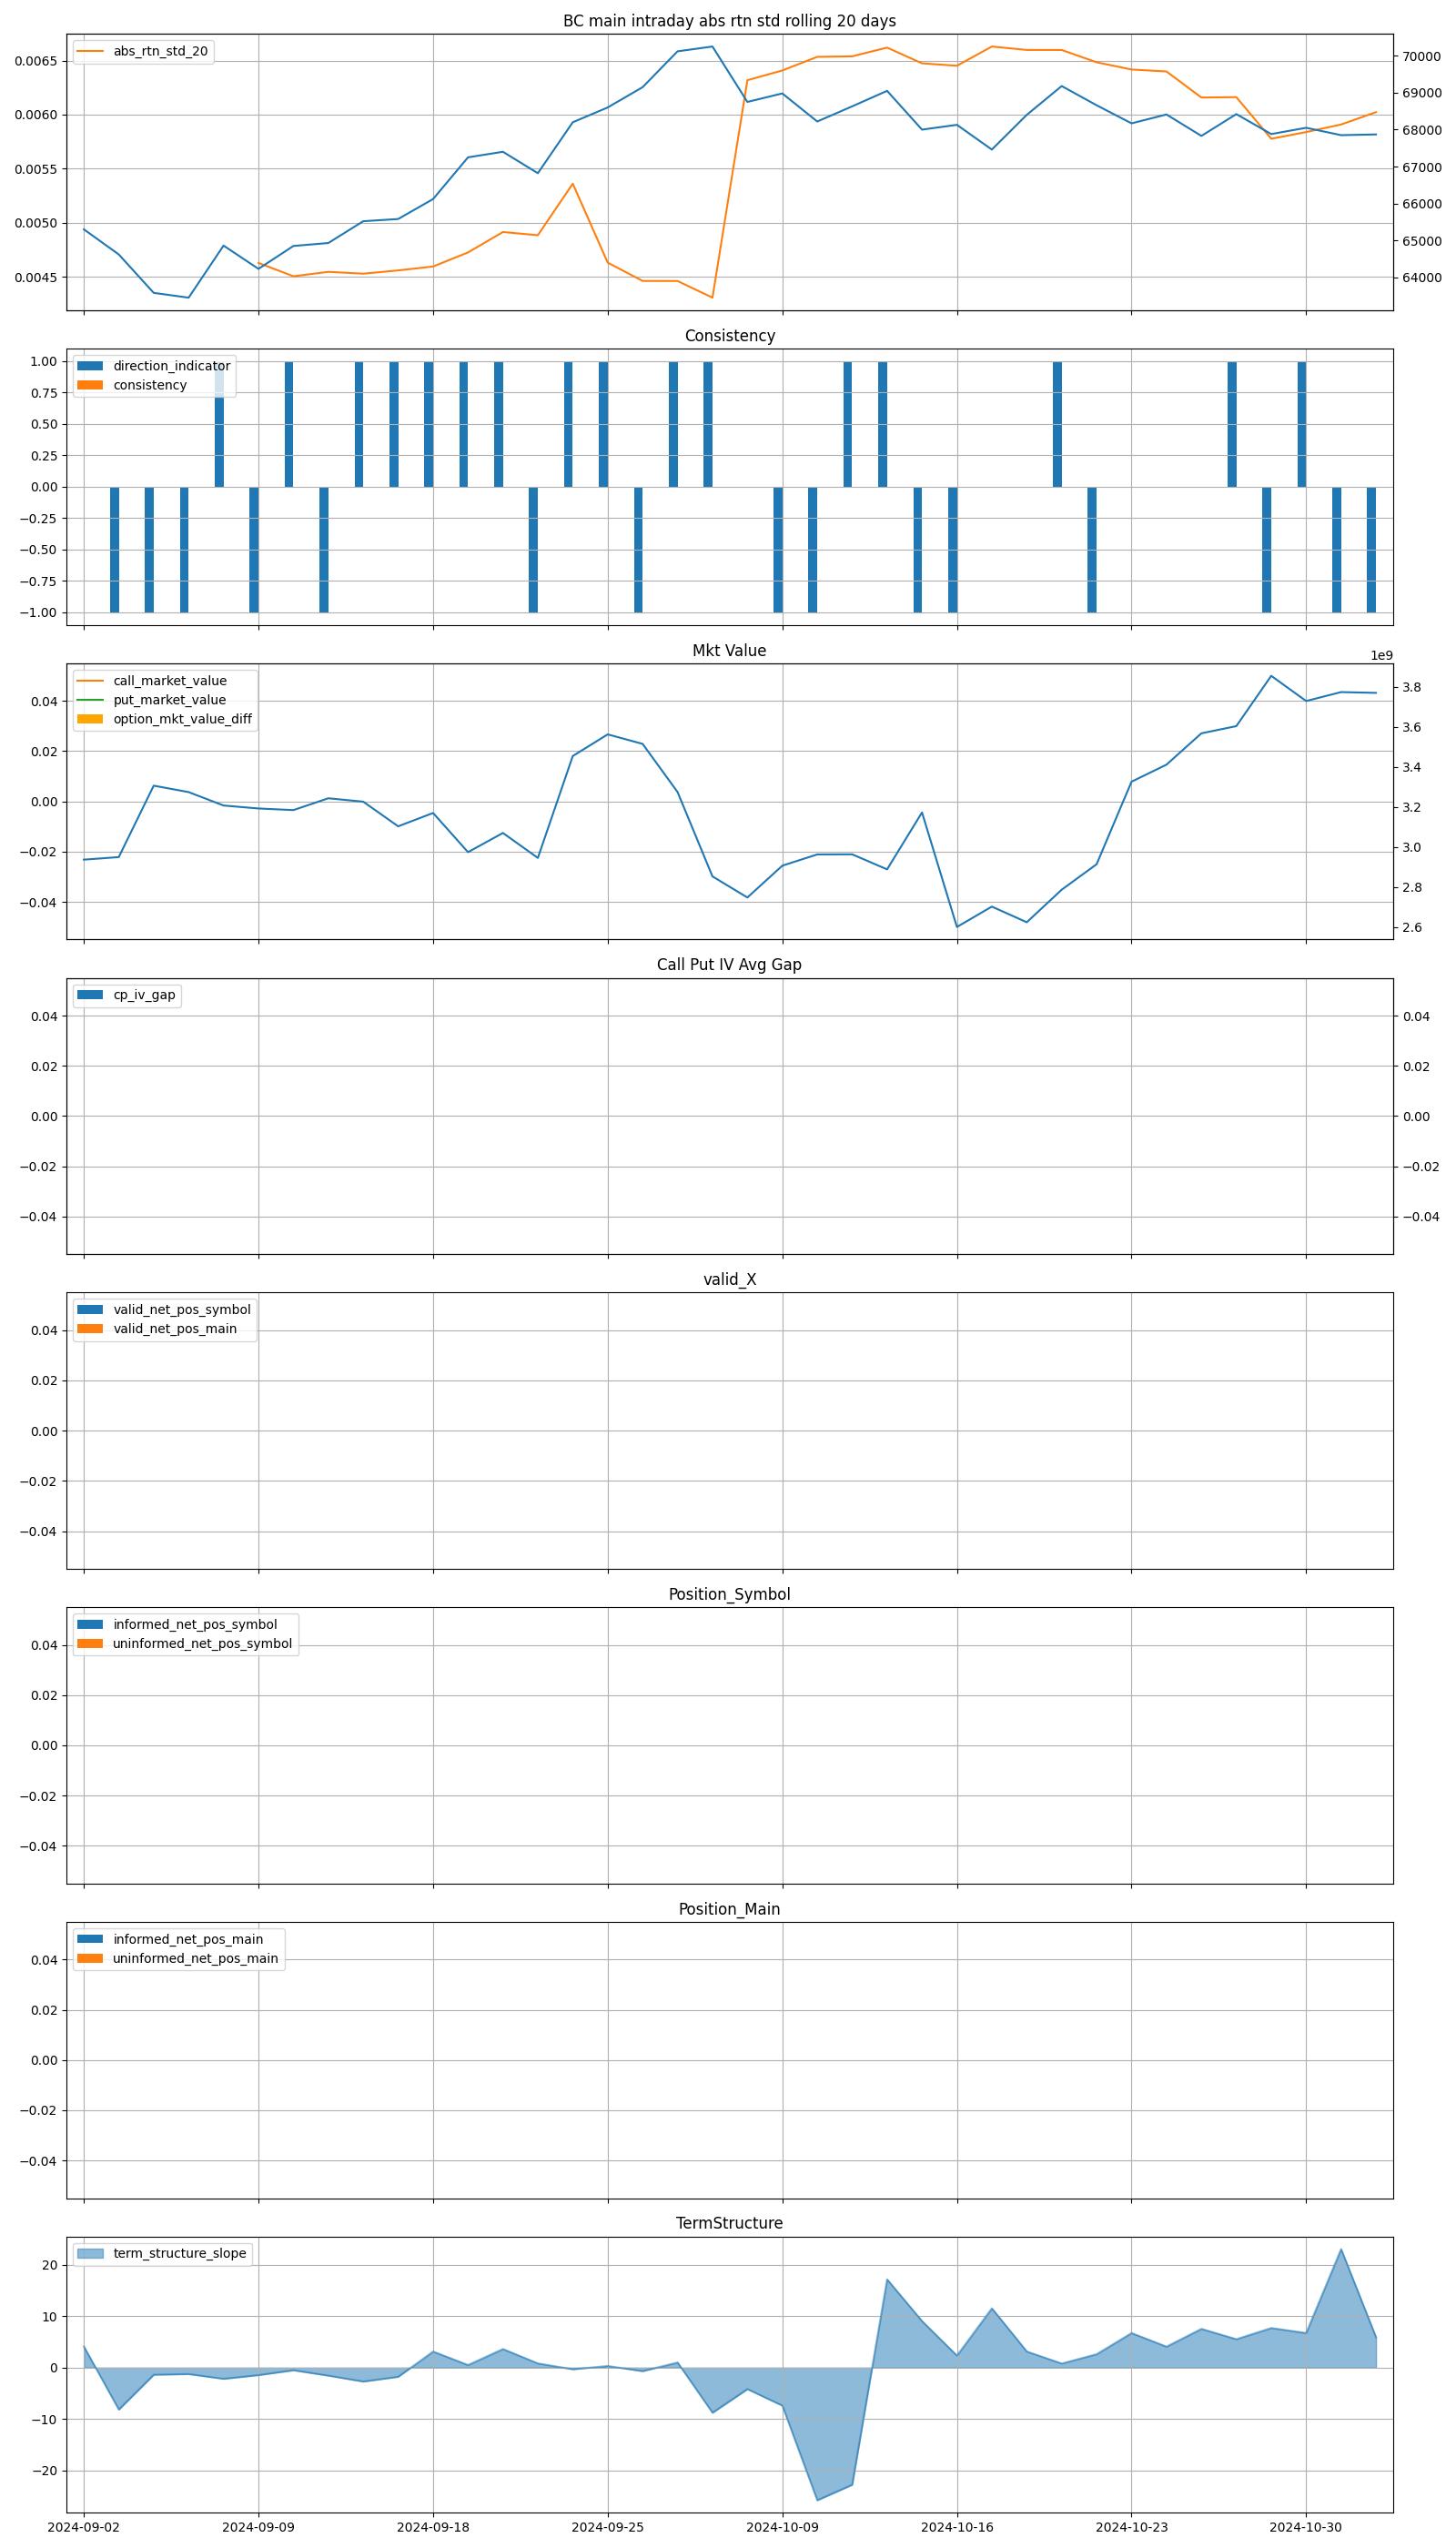 BC main intraday abs rtn std rolling 20 days
abs_rtn_std_20
0.0065
0.0060
0.0055
0.0050
0.0045
70000
69000
68000
67000
66000
65000
64000
Consistency
direction_indicator
consistency
1.00
0.75
0.50
0.25
0.00
−0.25
−0.50
−0.75
−1.00
Mkt Value
1e9
call_market_value
put_market_value
option_mkt_value_diff
0.04
0.02
0.00
−0.02
−0.04
3.8
3.6
3.4
3.2
3.0
2.8
2.6
Call Put IV Avg Gap
cp_iv_gap
0.04
0.02
0.00
−0.02
−0.04
0.04
0.02
0.00
−0.02
−0.04
valid_X
valid_net_pos_symbol
valid_net_pos_main
0.04
0.02
0.00
−0.02
−0.04
Position_Symbol
informed_net_pos_symbol
uninformed_net_pos_symbol
0.04
0.02
0.00
−0.02
−0.04
Position_Main
informed_net_pos_main
uninformed_net_pos_main
0.04
0.02
0.00
−0.02
−0.04
TermStructure
term_structure_slope
20
10
0
−10
−20
2024-09-02 2024-09-09 2024-09-18 2024-09-25 2024-10-09 2024-10-16 2024-10-23 2024-10-30